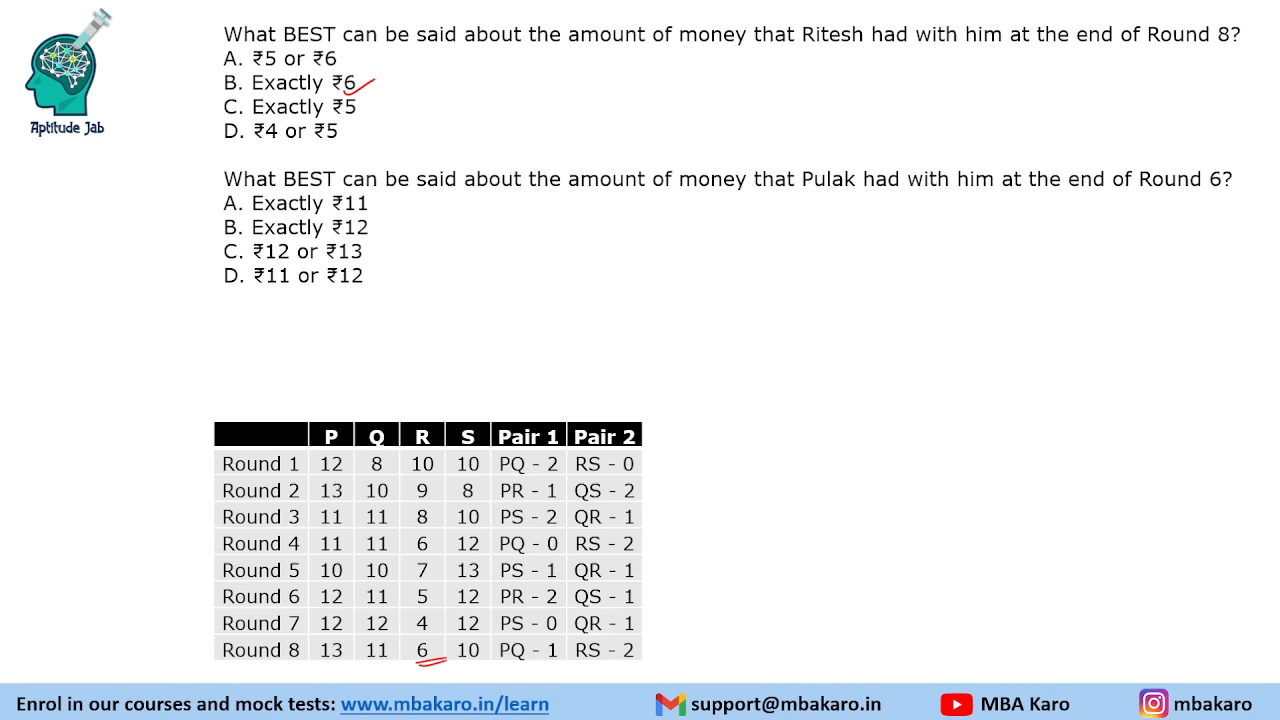 What BEST can be said about the amount of money that Ritesh had with him at the end of Round 8?
A. ₹5 or ₹6
B. Exactly ₹6
C. Exactly ₹5
D. ₹4 or ₹5
Aptitude Jab
What BEST can be said about the amount of money that Pulak had with him at the end of Round 6?
A. Exactly ₹11
B. Exactly ₹12
C. ₹12 or ₹13
D. ₹11 or ₹12
P Q R S Pair 1 Pair 2
Round 1 12 8 10 10 PQ - 2 RS - 0
Round 2 13 10 9 8 PR - 1 QS - 2
Round 3 11 11 8 10 PS - 2 QR - 1
Round 4 11 11 6 12 PQ - 0 RS - 2
Round 5 10 10 7 13 PS - 1 QR - 1
Round 6 12 11 5 12 PR - 2 QS - 1
Round 7 12 12 4 12 PS - 0 QR - 1
Round 8 13 11 6 10 PQ - 1 RS - 2
Enrol in our courses and mock tests: www.mbakaro.in/learn support@mbakaro.in MBA Karo mbakaro